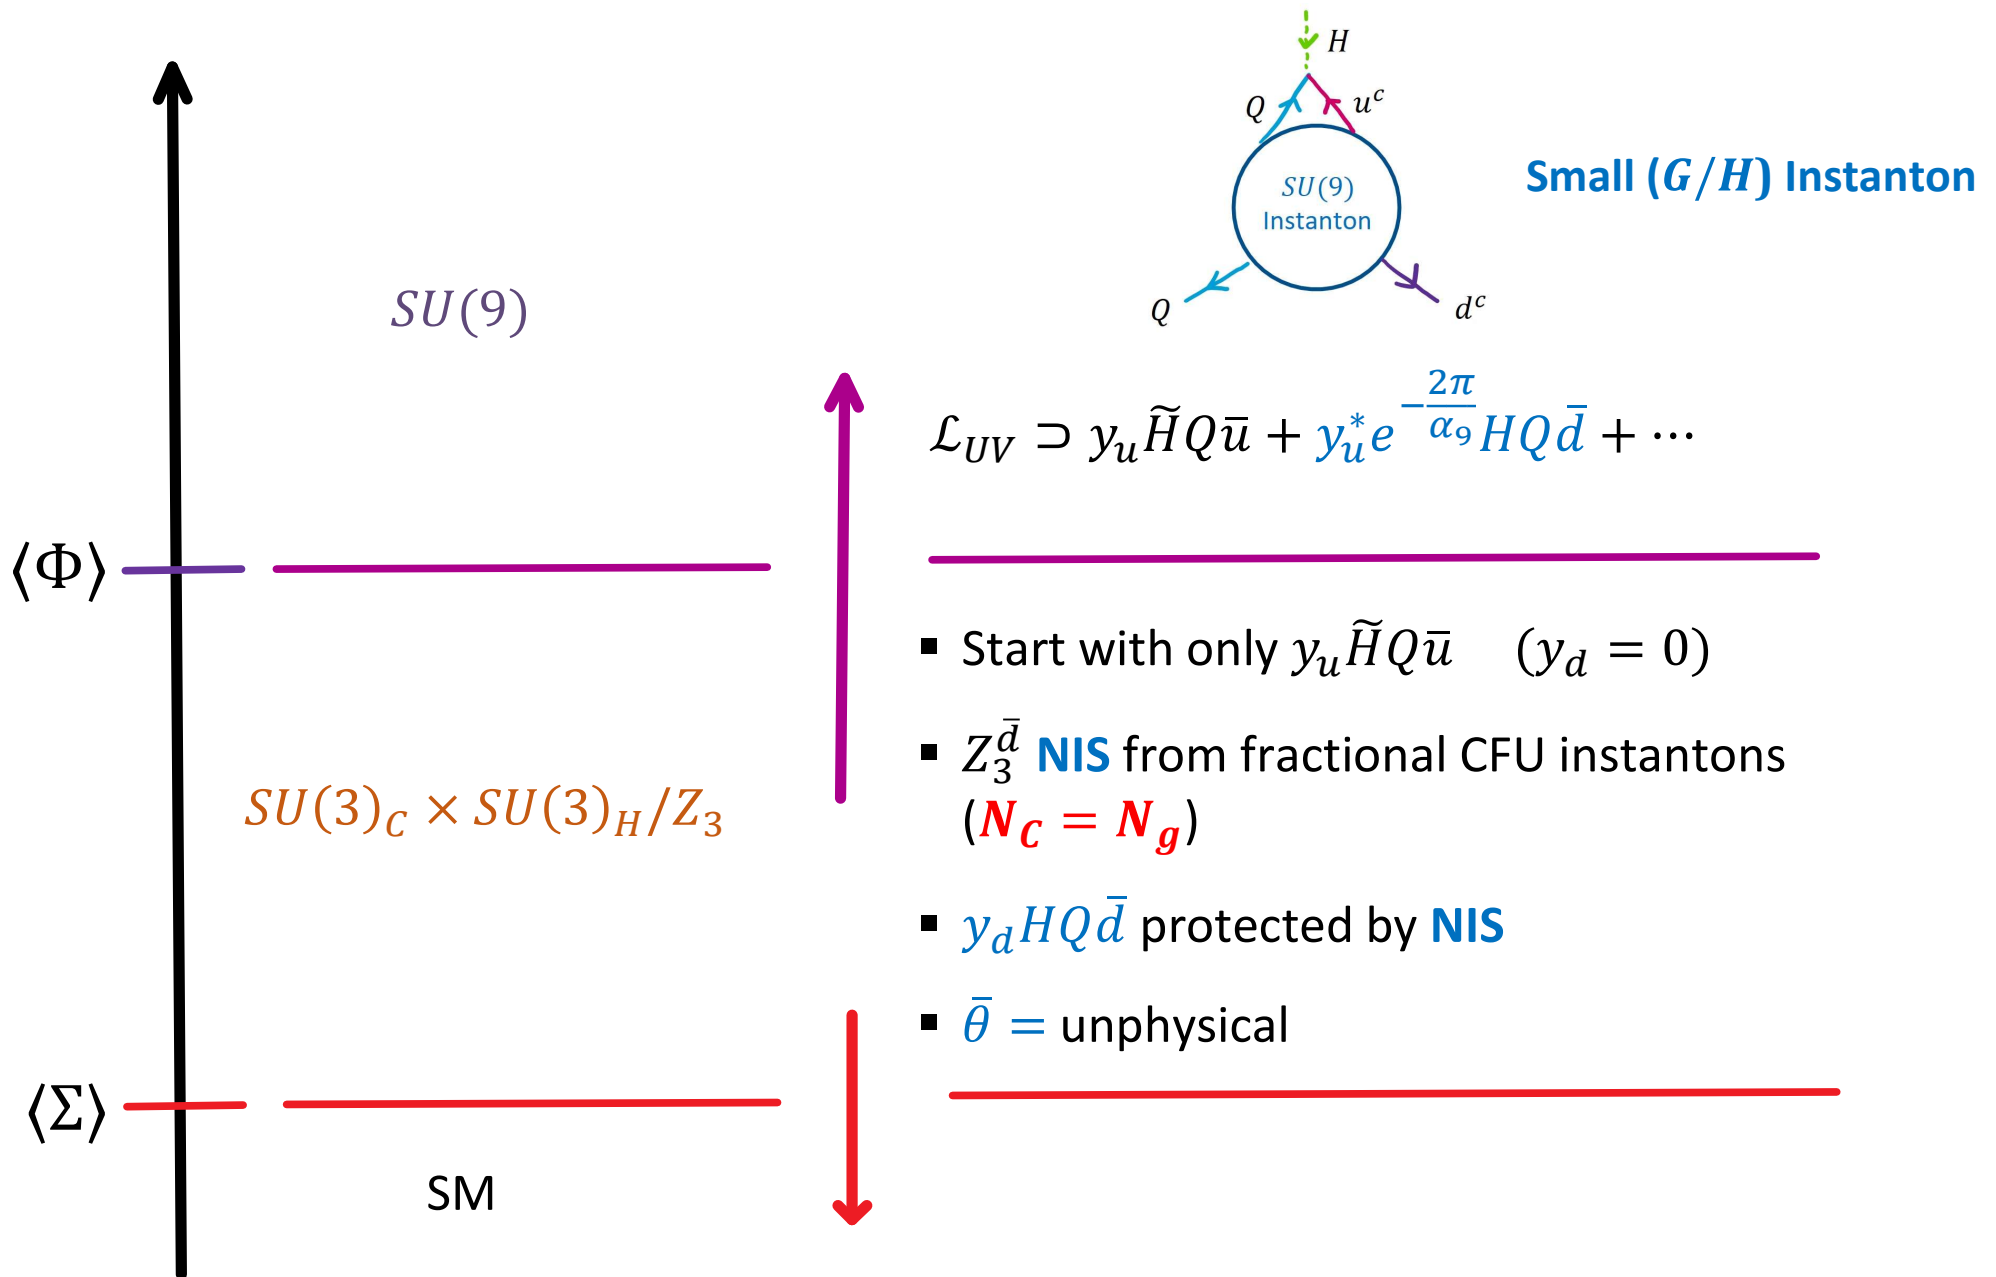 H
Q
u^c
SU(9)
Instanton
Q
d^c
Small (G/H) Instanton
SU(9)
ℒ_{UV} ⊃ y_u H̃Qū + y_u^* e^{−2π/α_9} HQd̄ + ⋯
⟨Φ⟩
▪ Start with only y_u H̃Qū (y_d = 0)
▪ Z_3^{d̄} NIS from fractional CFU instantons
(N_C = N_g)
SU(3)_C × SU(3)_H/Z_3
▪ y_d HQd̄ protected by NIS
▪ θ̄ = unphysical
⟨Σ⟩
SM